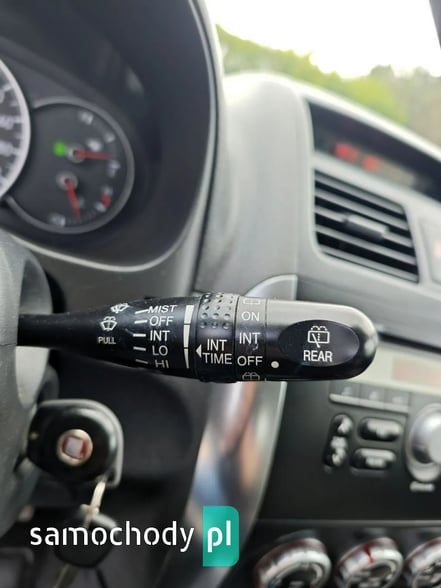 MIST
OFF
INT
LO
HI
PULL
INT
TIME
ON
INT
OFF
REAR
samochody pl